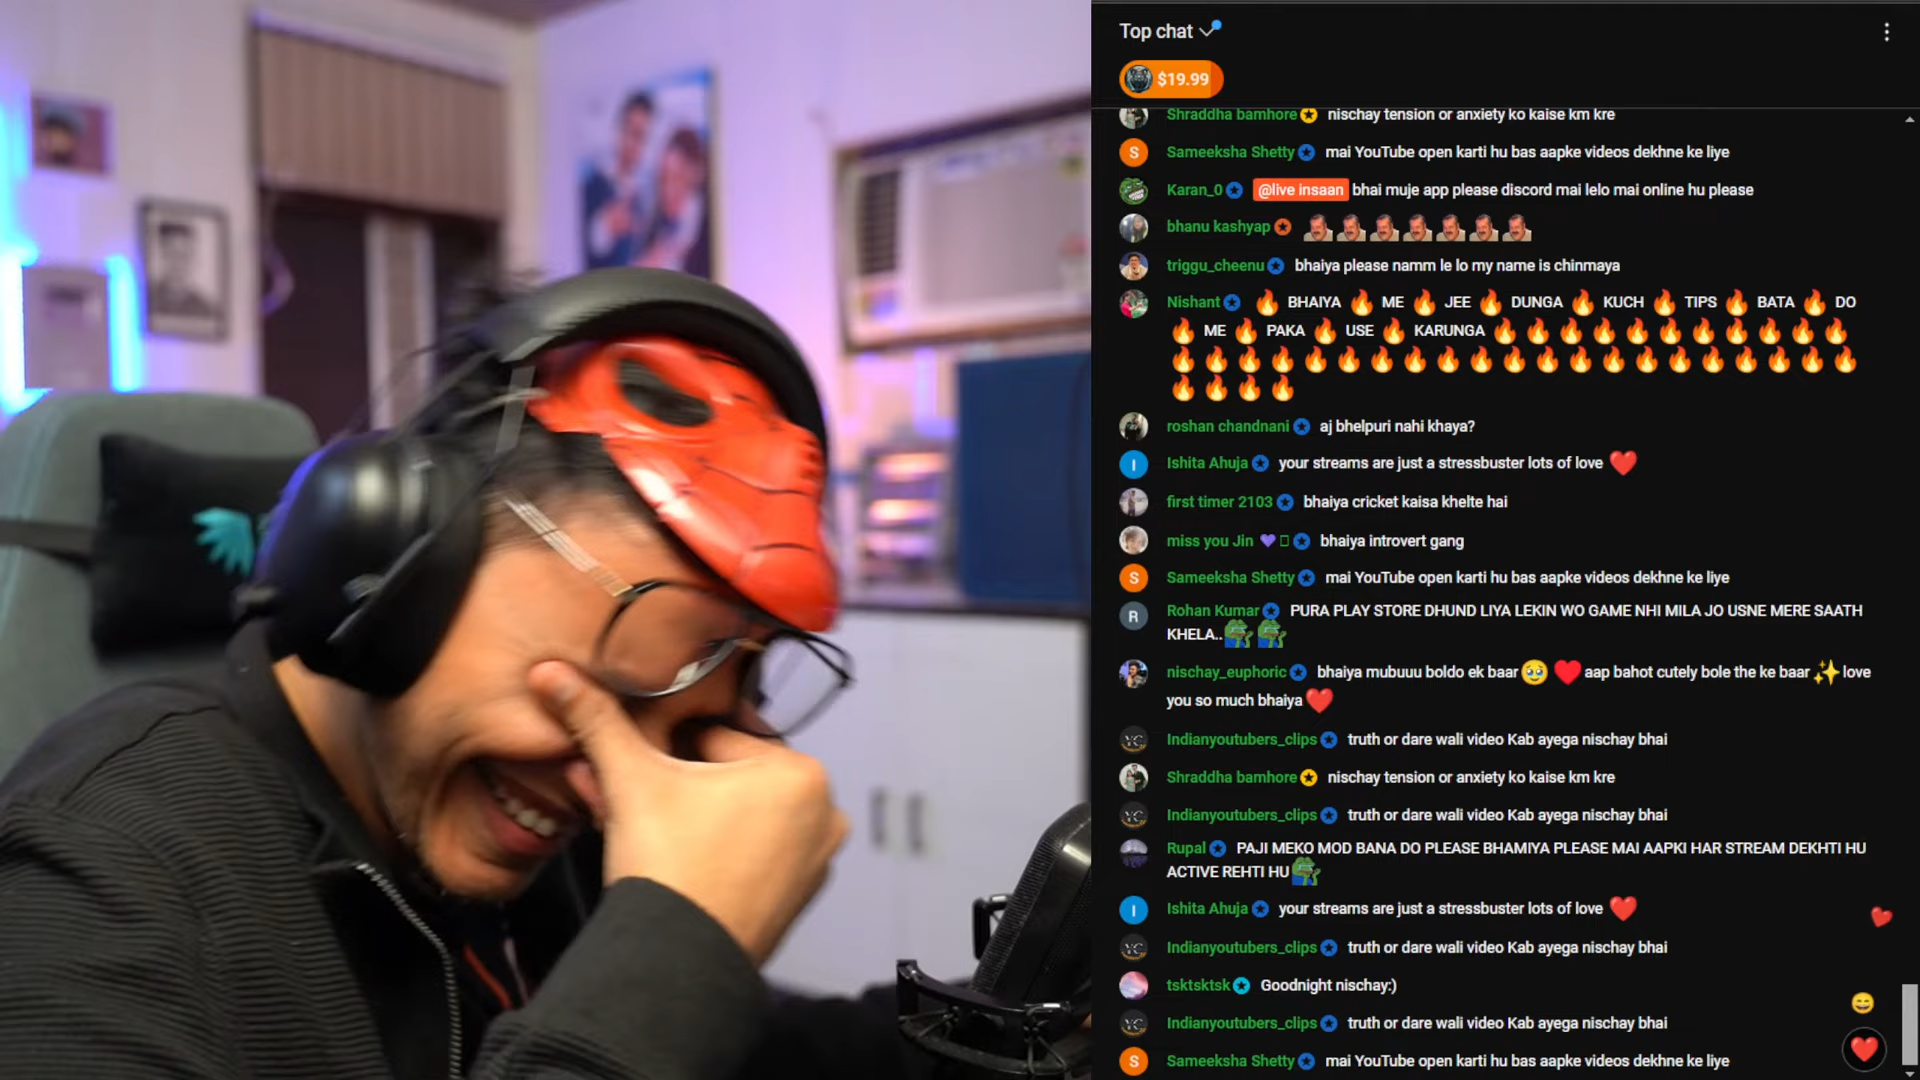 Top chat
$19.99
Shraddha bamhore nischay tension or anxiety ko kaise km kre
S Sameeksha Shetty mai YouTube open karti hu bas aapke videos dekhne ke liye
Karan_0 @live insaan bhai muje app please discord mai lelo mai online hu please
bhanu kashyap
triggu_cheenu bhaiya please namm le lo my name is chinmaya
Nishant 🔥 BHAIYA 🔥 ME 🔥 JEE 🔥 DUNGA 🔥 KUCH 🔥 TIPS 🔥 BATA 🔥 DO
🔥 ME 🔥 PAKA 🔥 USE 🔥 KARUNGA 🔥🔥🔥🔥🔥🔥🔥🔥🔥🔥🔥
🔥🔥🔥🔥🔥🔥🔥🔥🔥🔥🔥🔥🔥🔥🔥🔥🔥🔥🔥🔥🔥
🔥🔥🔥🔥
roshan chandnani aj bhelpuri nahi khaya?
I Ishita Ahuja your streams are just a stressbuster lots of love ❤️
first timer 2103 bhaiya cricket kaisa khelte hai
miss you Jin 💜 bhaiya introvert gang
S Sameeksha Shetty mai YouTube open karti hu bas aapke videos dekhne ke liye
R Rohan Kumar PURA PLAY STORE DHUND LIYA LEKIN WO GAME NHI MILA JO USNE MERE SAATH
KHELA..
nischay_euphoric bhaiya mubuuu boldo ek baar 🥹 ❤️ aap bahot cutely bole the ke baar ✨ love
you so much bhaiya ❤️
YC Indianyoutubers_clips truth or dare wali video Kab ayega nischay bhai
Shraddha bamhore nischay tension or anxiety ko kaise km kre
YC Indianyoutubers_clips truth or dare wali video Kab ayega nischay bhai
Rupal PAJI MEKO MOD BANA DO PLEASE BHAMIYA PLEASE MAI AAPKI HAR STREAM DEKHTI HU
ACTIVE REHTI HU
I Ishita Ahuja your streams are just a stressbuster lots of love ❤️
YC Indianyoutubers_clips truth or dare wali video Kab ayega nischay bhai
tsktsktsk Goodnight nischay:)
YC Indianyoutubers_clips truth or dare wali video Kab ayega nischay bhai
S Sameeksha Shetty mai YouTube open karti hu bas aapke videos dekhne ke liye